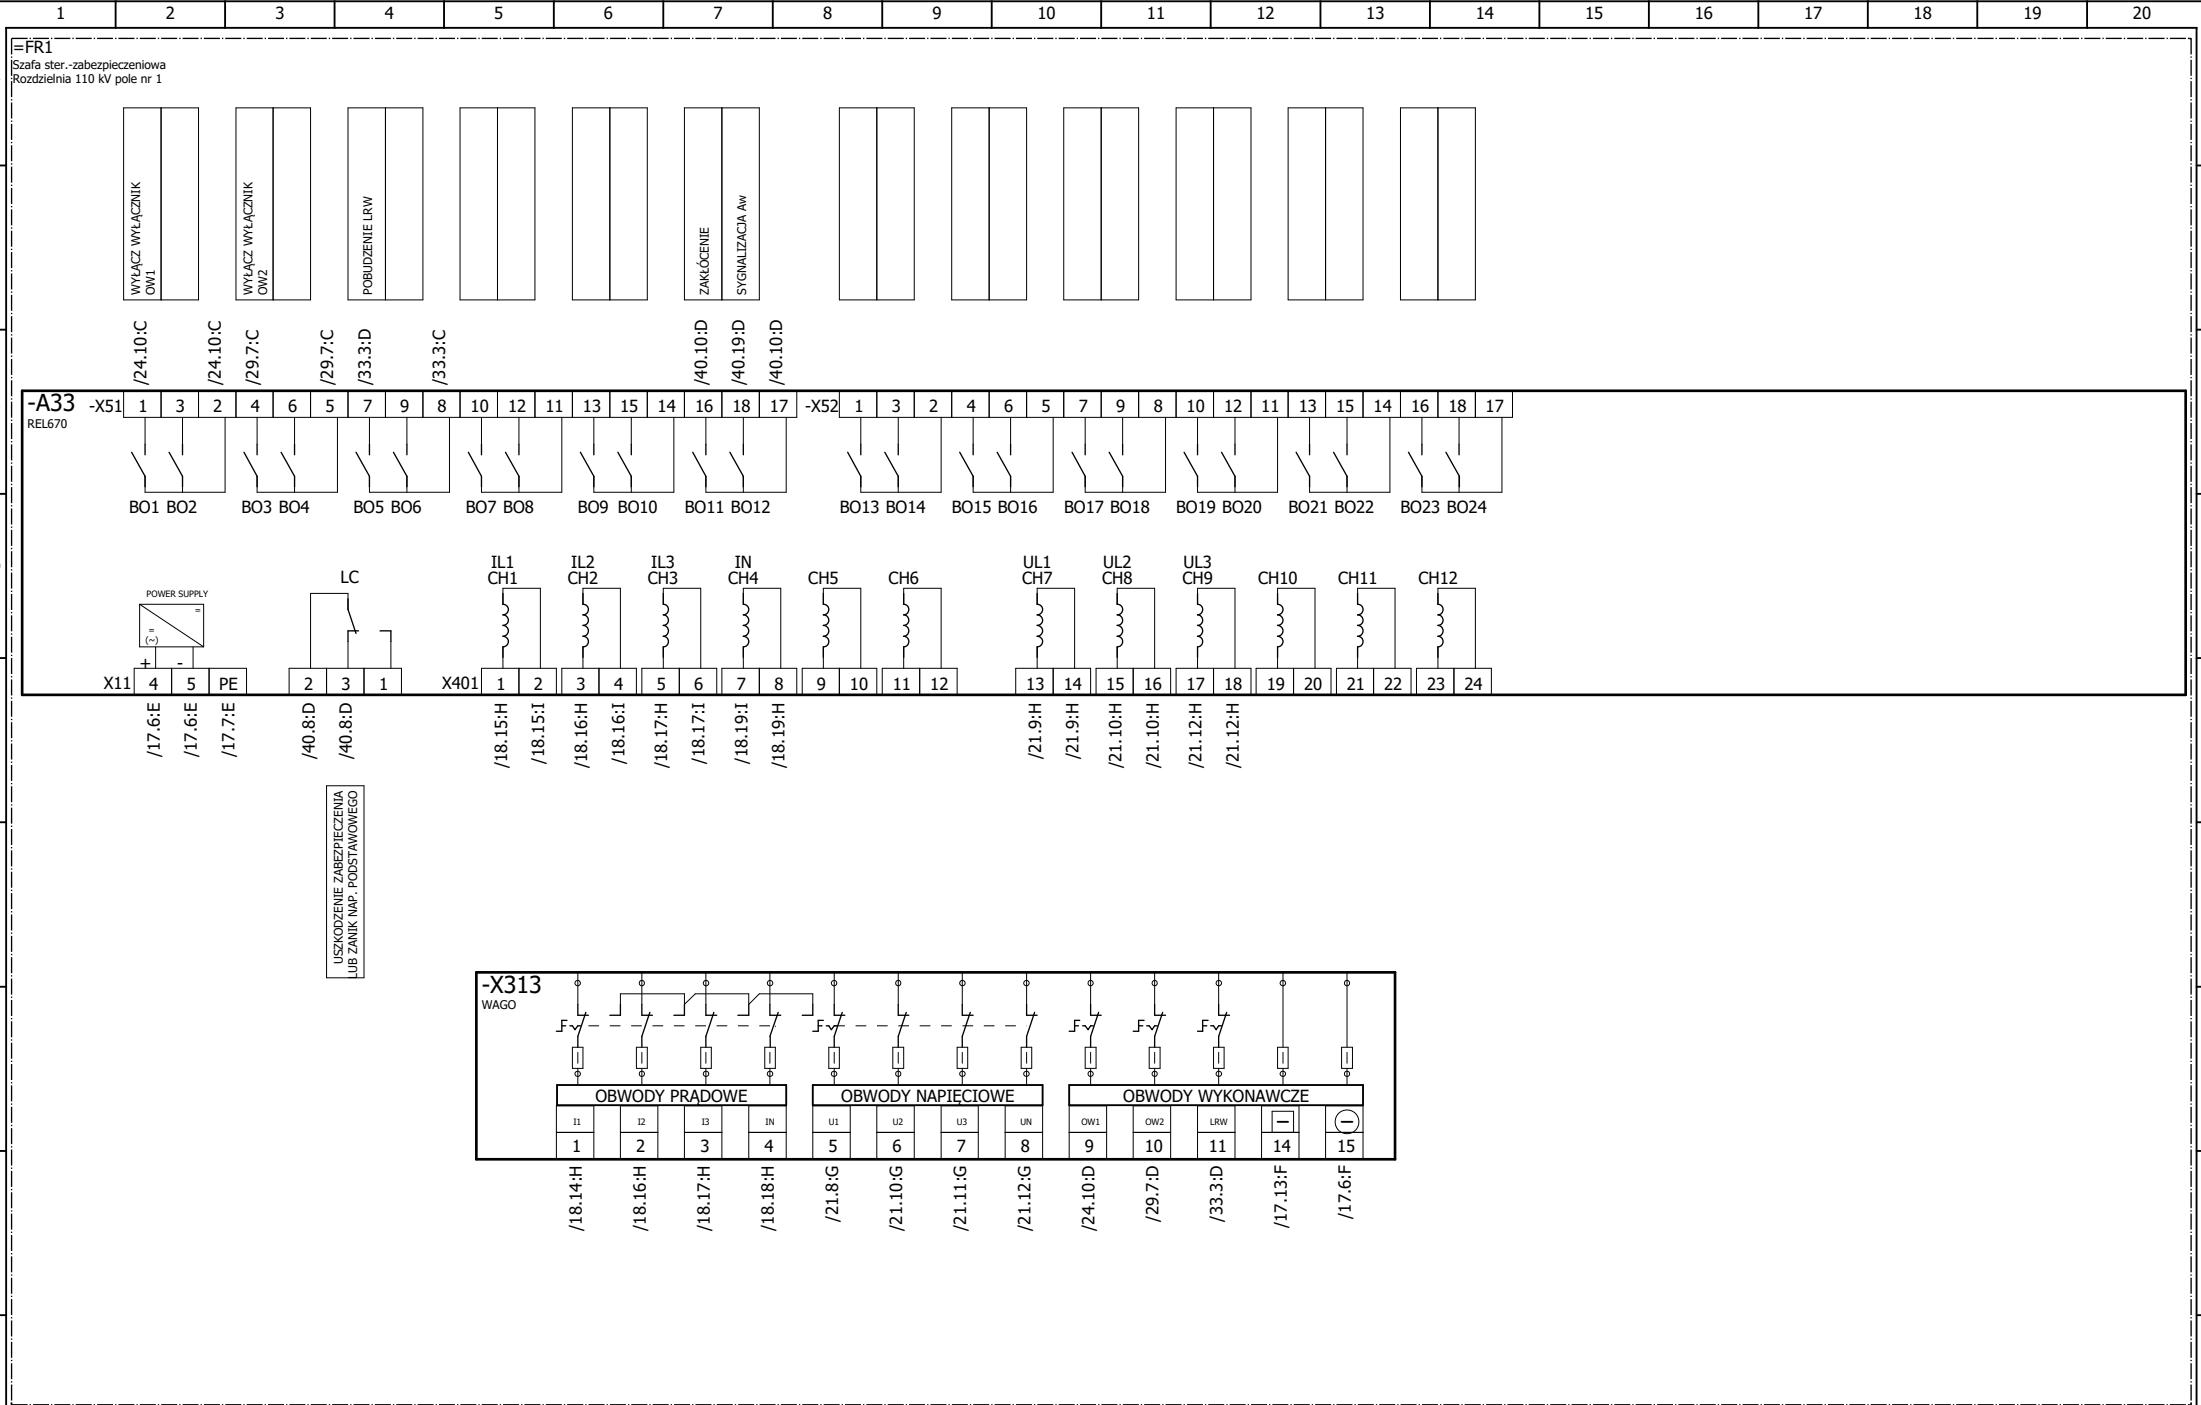 1 2 3 4 5 6 7 8 9 10 11 12 13 14 15 16 17 18 19 20
=FR1
Szafa ster.-zabezpieczeniowa
Rozdzielnia 110 kV pole nr 1
WYŁĄCZ WYŁĄCZNIK
OW1
WYŁĄCZ WYŁĄCZNIK
OW2
POBUDZENIE LRW
ZAKŁÓCENIE
SYGNALIZACJA Aw
/24.10:C /24.10:C /29.7:C /29.7:C /33.3:D /33.3:C /40.10:D /40.19:D /40.10:D
-A33 -X51 1 3 2 4 6 5 7 9 8 10 12 11 13 15 14 16 18 17 -X52 1 3 2 4 6 5 7 9 8 10 12 11 13 15 14 16 18 17
REL670
BO1 BO2 BO3 BO4 BO5 BO6 BO7 BO8 BO9 BO10 BO11 BO12 BO13 BO14 BO15 BO16 BO17 BO18 BO19 BO20 BO21 BO22 BO23 BO24
IL1 IL2 IL3 IN UL1 UL2 UL3
LC CH1 CH2 CH3 CH4 CH5 CH6 CH7 CH8 CH9 CH10 CH11 CH12
POWER SUPPLY
=
=
(~)
+ -
X11 4 5 PE 2 3 1 X401 1 2 3 4 5 6 7 8 9 10 11 12 13 14 15 16 17 18 19 20 21 22 23 24
/17.6:E /17.6:E /17.7:E /40.8:D /40.8:D /18.15:H /18.15:I /18.16:H /18.16:I /18.17:H /18.17:I /18.19:I /18.19:H /21.9:H /21.9:H /21.10:H /21.10:H /21.12:H /21.12:H
USZKODZENIE ZABEZPIECZENIA
LUB ZANIK NAP. PODSTAWOWEGO
-X313
WAGO
OBWODY PRĄDOWE OBWODY NAPIĘCIOWE OBWODY WYKONAWCZE
I1 I2 I3 IN U1 U2 U3 UN OW1 OW2 LRW − −
1 2 3 4 5 6 7 8 9 10 11 14 15
/18.14:H /18.16:H /18.17:H /18.18:H /21.8:G /21.10:G /21.11:G /21.12:G /24.10:D /29.7:D /33.3:D /17.13:F /17.6:F